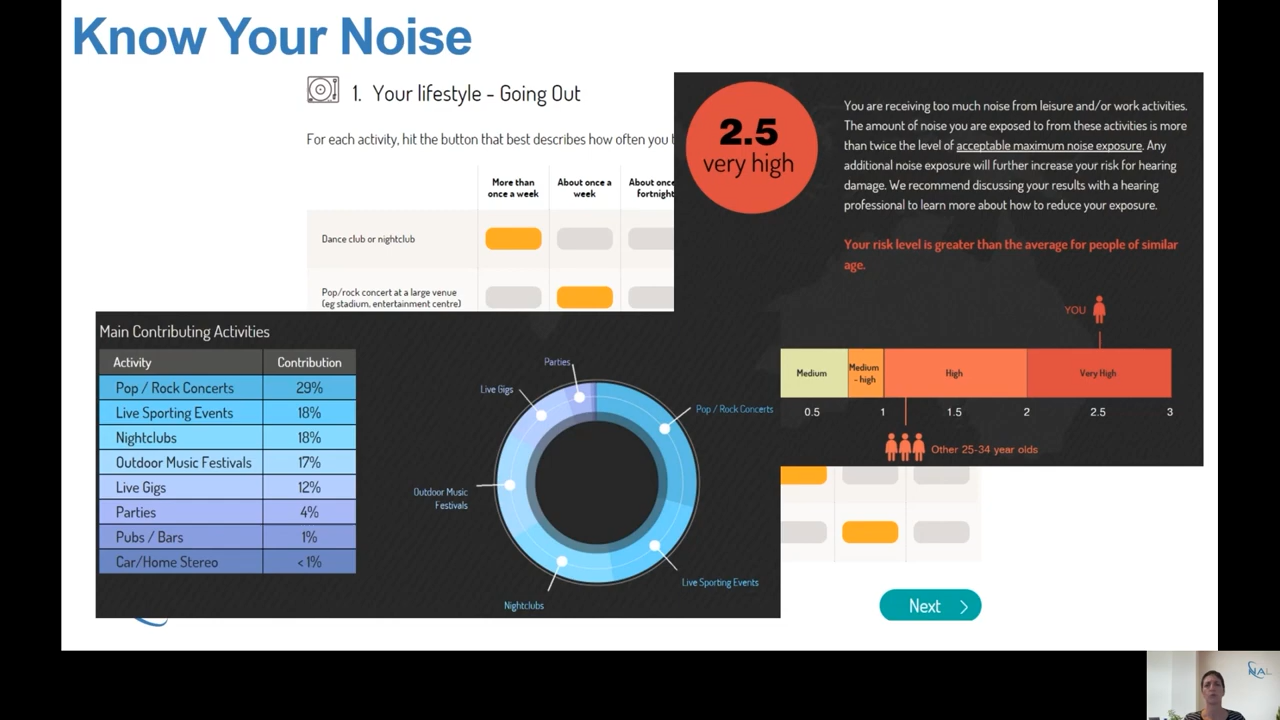 Know Your Noise
1. Your lifestyle - Going Out
For each activity, hit the button that best describes how often you t
More than
once a week
About once a
week
About once
fortnight
Dance club or nightclub
Pop/rock concert at a large venue
(eg stadium, entertainment centre)
2.5
very high
You are receiving too much noise from leisure and/or work activities.
The amount of noise you are exposed to from these activities is more
than twice the level of acceptable maximum noise exposure. Any
additional noise exposure will further increase your risk for hearing
damage. We recommend discussing your results with a hearing
professional to learn more about how to reduce your exposure.
Your risk level is greater than the average for people of similar
age.
YOU
Medium
Medium
- high
High
Very High
0.5
1
1.5
2
2.5
3
Other 25-34 year olds
Main Contributing Activities
Activity Contribution
Pop / Rock Concerts 29%
Live Sporting Events 18%
Nightclubs 18%
Outdoor Music Festivals 17%
Live Gigs 12%
Parties 4%
Pubs / Bars 1%
Car/Home Stereo < 1%
Parties
Live Gigs
Pop / Rock Concerts
Outdoor Music
Festivals
Live Sporting Events
Nightclubs
Next
NAL